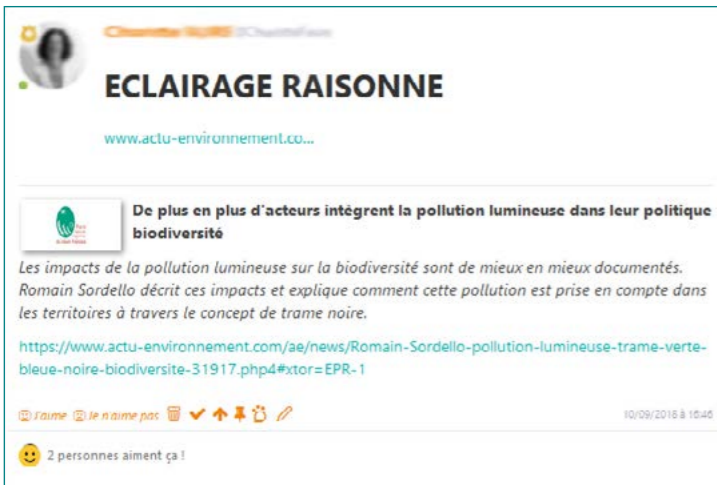 ECLAIRAGE RAISONNE
www.actu-environnement.co...
De plus en plus d'acteurs intègrent la pollution lumineuse dans leur politique
biodiversité
Les impacts de la pollution lumineuse sur la biodiversité sont de mieux en mieux documentés.
Romain Sordello décrit ces impacts et explique comment cette pollution est prise en compte dans
les territoires à travers le concept de trame noire.
https://www.actu-environnement.com/ae/news/Romain-Sordello-pollution-lumineuse-trame-verte-
bleue-noire-biodiversite-31917.php4#xtor=EPR-1
J'aime Je n'aime pas 10/09/2018 à 16:46
2 personnes aiment ça !